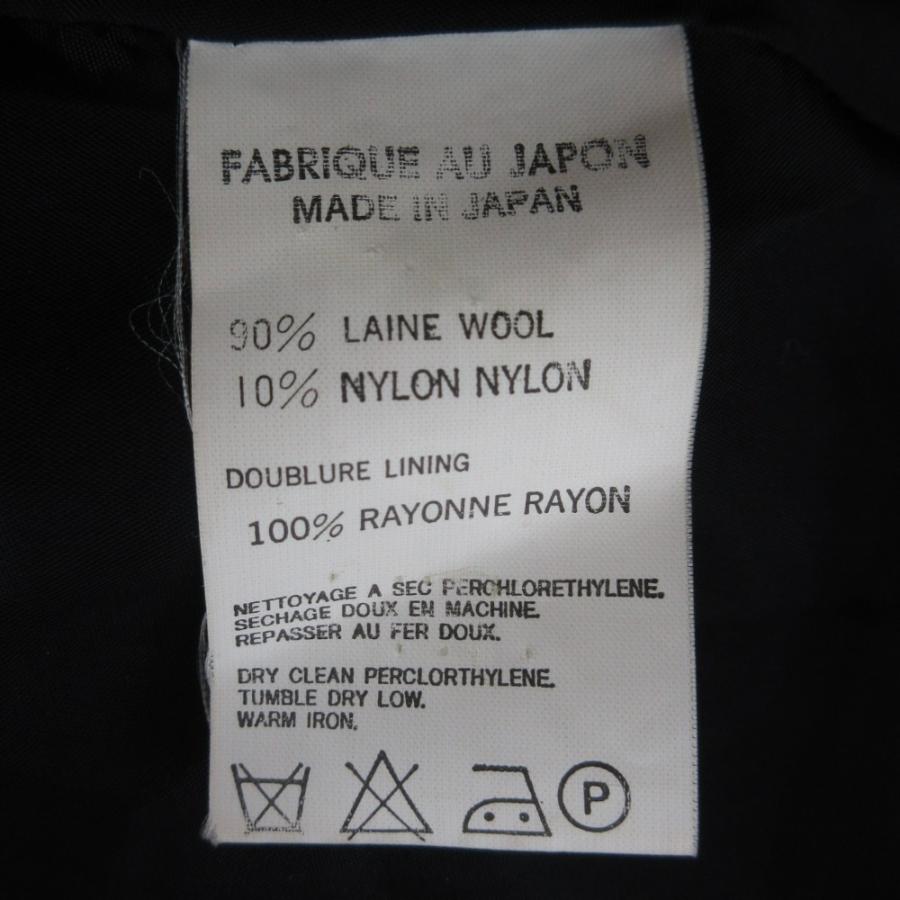 FABRIQUE AU JAPON
MADE IN JAPAN
90% LAINE WOOL
10% NYLON NYLON
DOUBLURE LINING
100% RAYONNE RAYON
NETTOYAGE A SEC PERCHLORETHYLENE.
SECHAGE DOUX EN MACHINE.
REPASSER AU FER DOUX.
DRY CLEAN PERCLORTHYLENE.
TUMBLE DRY LOW.
WARM IRON.
P